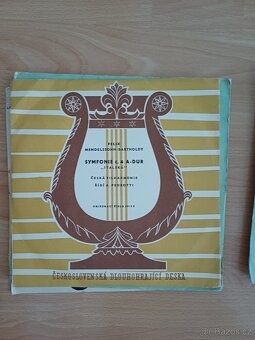 FELIX
MENDELSSOHN-BARTHOLDY
SYMFONIE č. 4 A-DUR
„ITALSKÁ“
ČESKÁ FILHARMONIE
ŘÍDÍ A. PEDROTTI
ČESKOSLOVENSKÁ DLOUHOHRAJÍCÍ DESKA